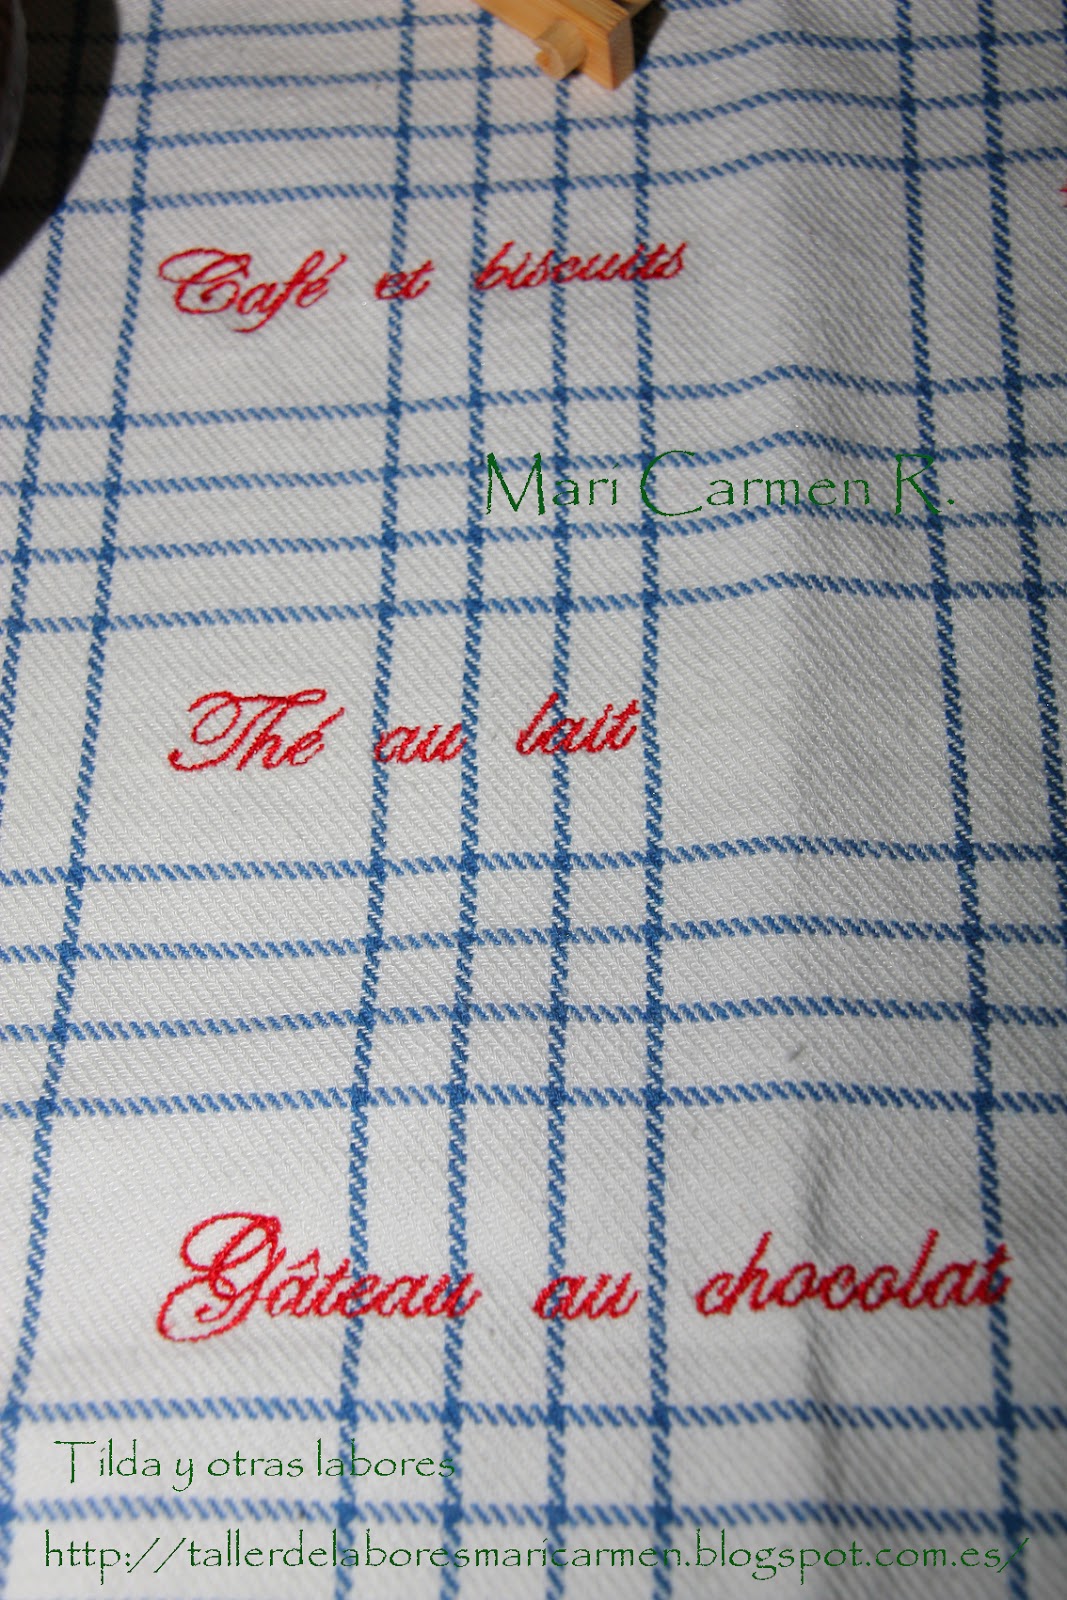 Café et biscuits
Mari Carmen R.
Thé au lait
Gâteau au chocolat
Tilda y otras labores
http://tallerdelaboresmaricarmen.blogspot.com.es/